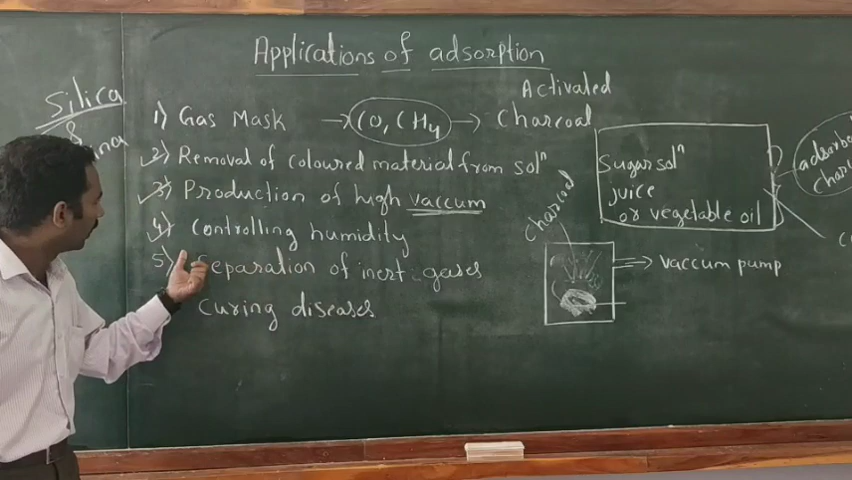 Applications of adsorption
Silica
&
1) Gas Mask → CO, CH4 → Activated Charcoal
2) Removal of coloured material from solⁿ
3) Production of high vaccum
4) Controlling humidity
5) Separation of inert gases
Curing diseases
Sugar solⁿ
juice
or vegetable oil
charcoal
→ vaccum pump